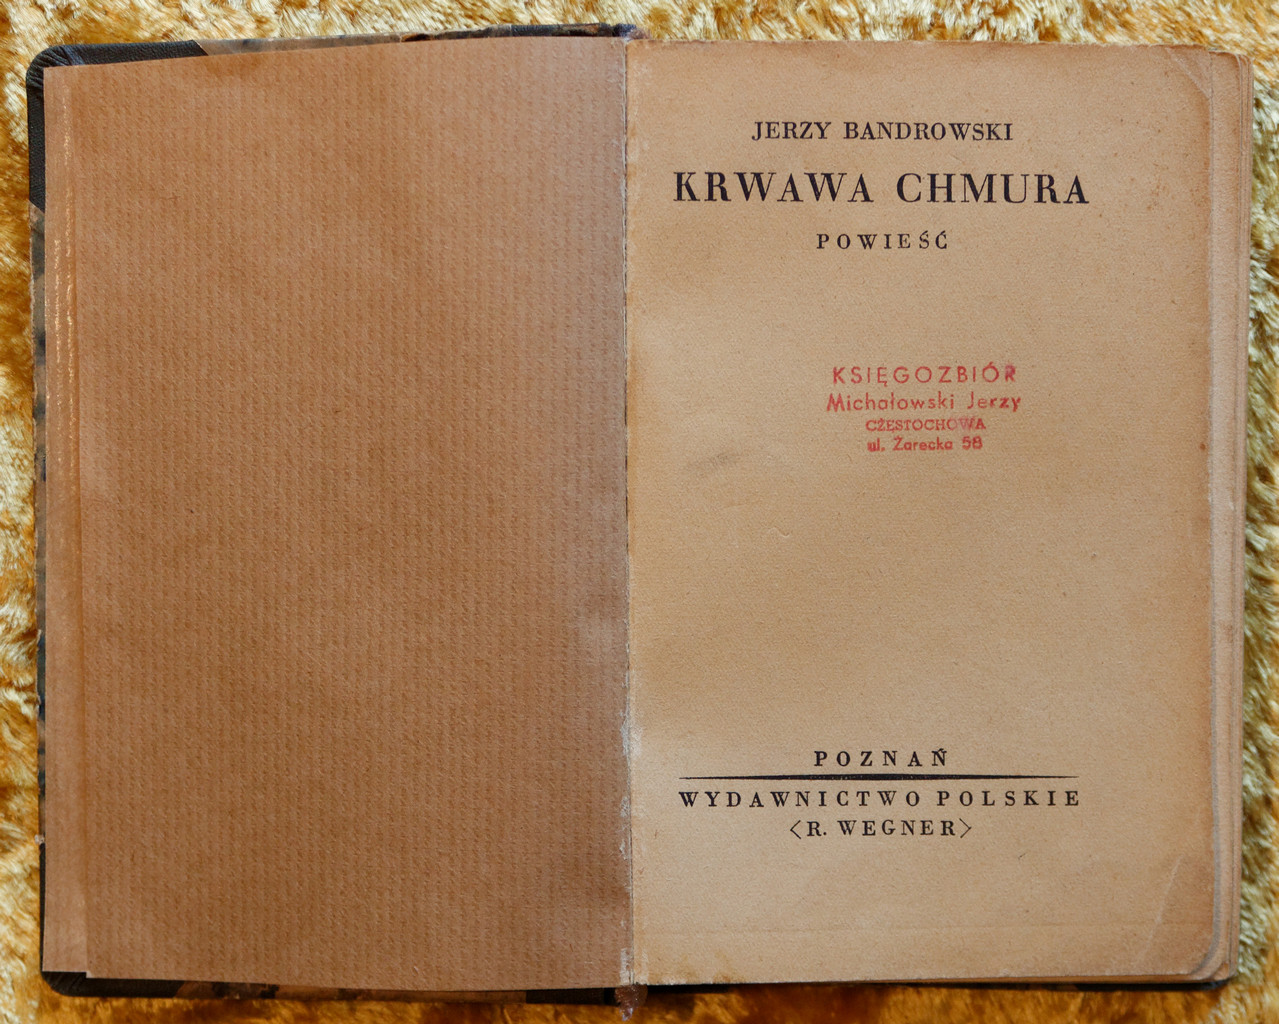 JERZY BANDROWSKI
KRWAWA CHMURA
POWIEŚĆ
KSIĘGOZBIÓR
Michałowski Jerzy
CZĘSTOCHOWA
ul. Żarecka 58
POZNAŃ
WYDAWNICTWO POLSKIE
<R. WEGNER>